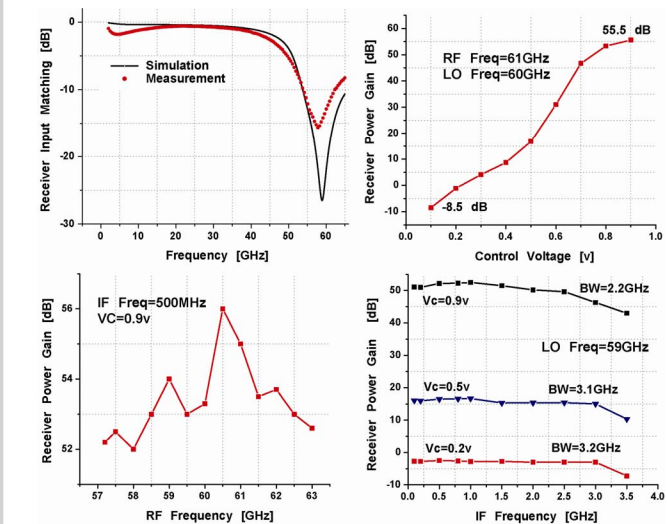 Receiver Input Matching [dB]
0
-10
-20
-30
Simulation
Measurement
0 10 20 30 40 50 60
Frequency [GHz]
Receiver Power Gain [dB]
60
50
40
30
20
10
0
-10
55.5 dB
RF Freq=61GHz
LO Freq=60GHz
-8.5 dB
0.0 0.2 0.4 0.6 0.8 1.0
Control Voltage [v]
Receiver Power Gain [dB]
56
54
52
IF Freq=500MHz
VC=0.9v
57 58 59 60 61 62 63
RF Frequency [GHz]
Receiver Power Gain [dB]
50
40
30
20
10
0
-10
BW=2.2GHz
Vc=0.9v
LO Freq=59GHz
Vc=0.5v
BW=3.1GHz
Vc=0.2v
BW=3.2GHz
0.0 0.5 1.0 1.5 2.0 2.5 3.0 3.5 4.0
IF Frequency [GHz]